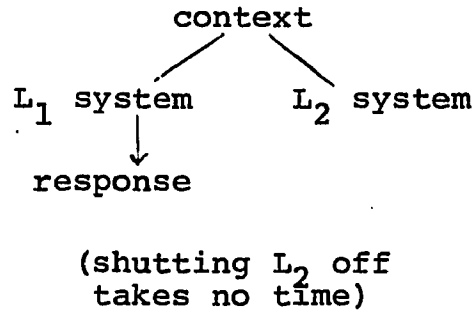 context
L₁ system L₂ system
response
(shutting L₂ off
takes no time)